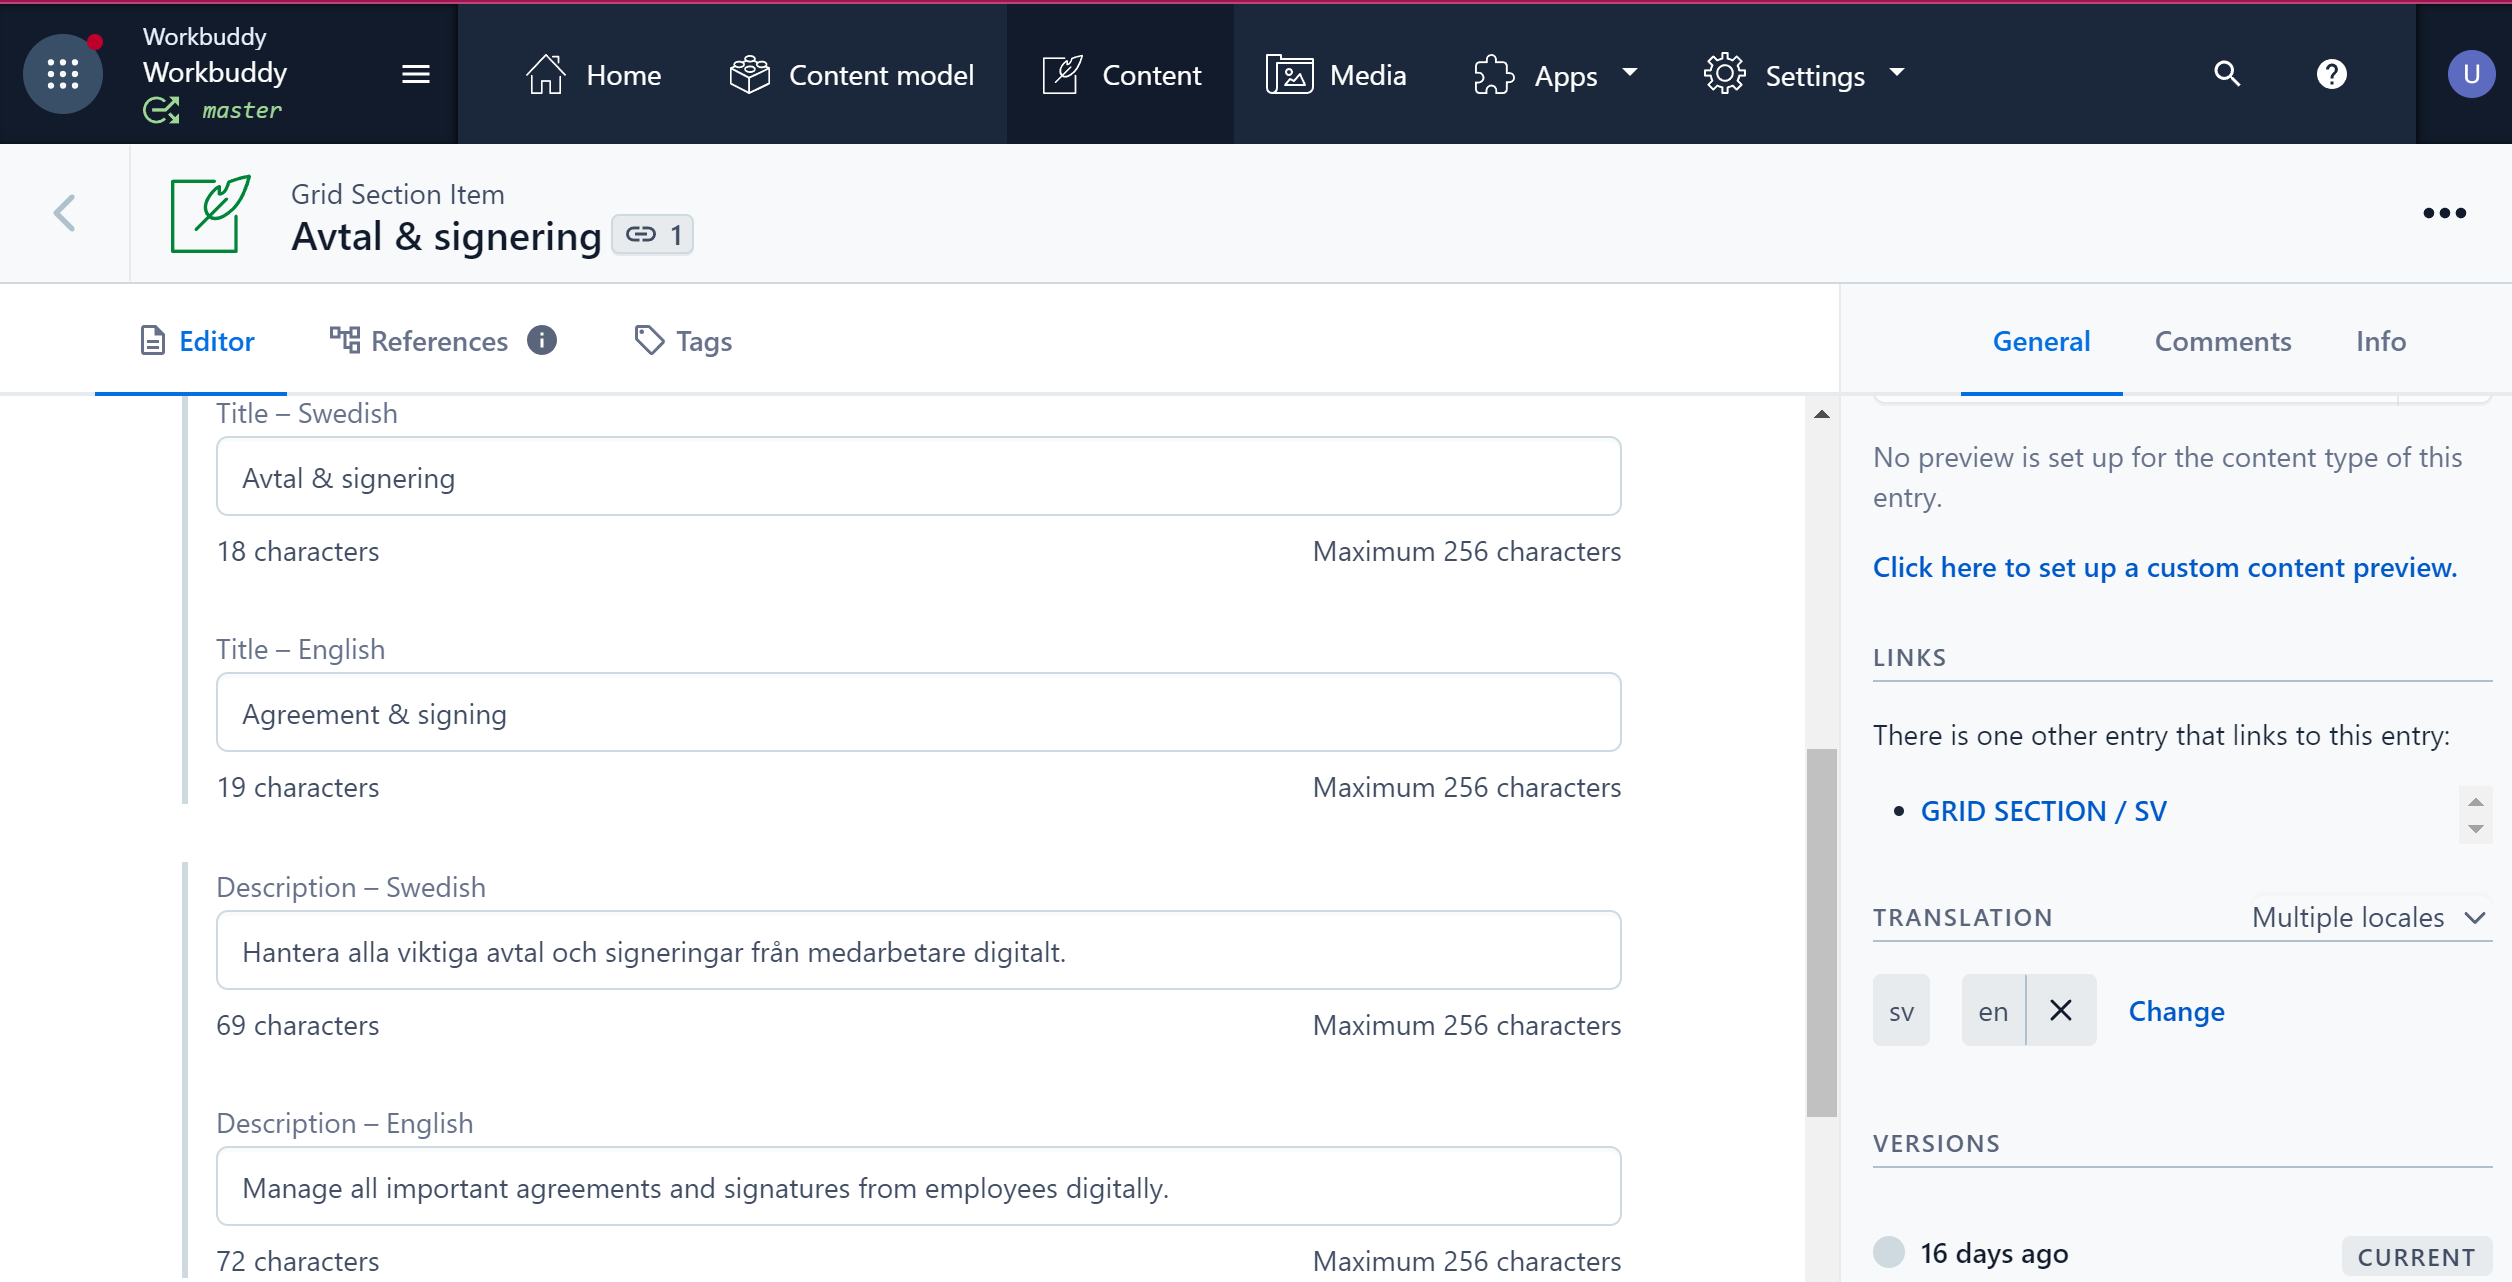 Workbuddy
Workbuddy
master
Home
Content model
Content
Media
Apps
Settings
U
Grid Section Item
Avtal & signering 1
Editor
References
Tags
General
Comments
Info
Title – Swedish
Avtal & signering
18 characters
Maximum 256 characters
Title – English
Agreement & signing
19 characters
Maximum 256 characters
Description – Swedish
Hantera alla viktiga avtal och signeringar från medarbetare digitalt.
69 characters
Maximum 256 characters
Description – English
Manage all important agreements and signatures from employees digitally.
72 characters
Maximum 256 characters
No preview is set up for the content type of this
entry.
Click here to set up a custom content preview.
LINKS
There is one other entry that links to this entry:
• GRID SECTION / SV
TRANSLATION
Multiple locales
sv
en
Change
VERSIONS
16 days ago
CURRENT